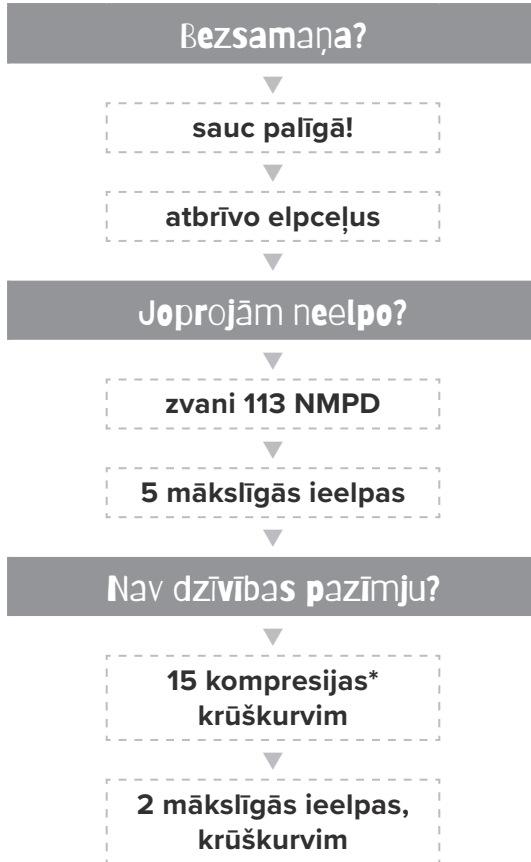 Bezsamaņa?
sauc palīgā!
atbrīvo elpceļus
Joprojām neelpo?
zvani 113 NMPD
5 mākslīgās ieelpas
Nav dzīvības pazīmju?
15 kompresijas*
krūškurvim
2 mākslīgās ieelpas,
krūškurvim